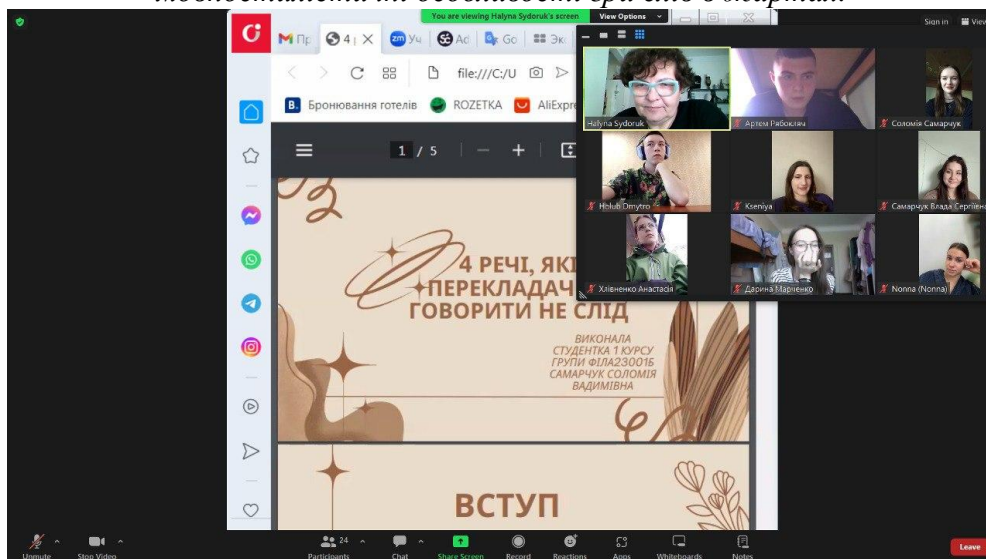 You are viewing Halyna Sydoruk's screen
View Options
Sign in
View
4
file:///C:/U
Бронювання готелів
ROZETKA
AliExpre
1 / 5
Halyna Sydoruk
Артем Рябокляч
Соломія Самарчук
Holub Dmytro
Kseniya
Самарчук Влада Сергіївна
Хлівненко Анастасія
Дарина Марченко
Nonna (Nonna)
4 РЕЧІ, ЯКІ
ПЕРЕКЛАДАЧ
ГОВОРИТИ НЕ СЛІД
ВИКОНАЛА
СТУДЕНТКА 1 КУРСУ
ГРУПИ ФІЛА23001Б
САМАРЧУК СОЛОМІЯ
ВАДИМІВНА
ВСТУП
Unmute
Stop Video
24
Participants
Chat
Share Screen
Record
Reactions
Apps
Whiteboards
Notes
Leave